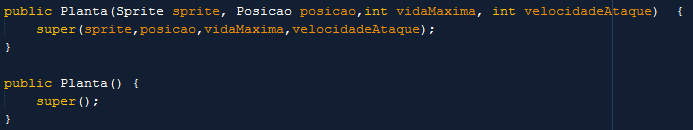 public Planta(Sprite sprite, Posicao posicao,int vidaMaxima, int velocidadeAtaque)  {
    super(sprite,posicao,vidaMaxima,velocidadeAtaque);
}

public Planta() {
    super();
}